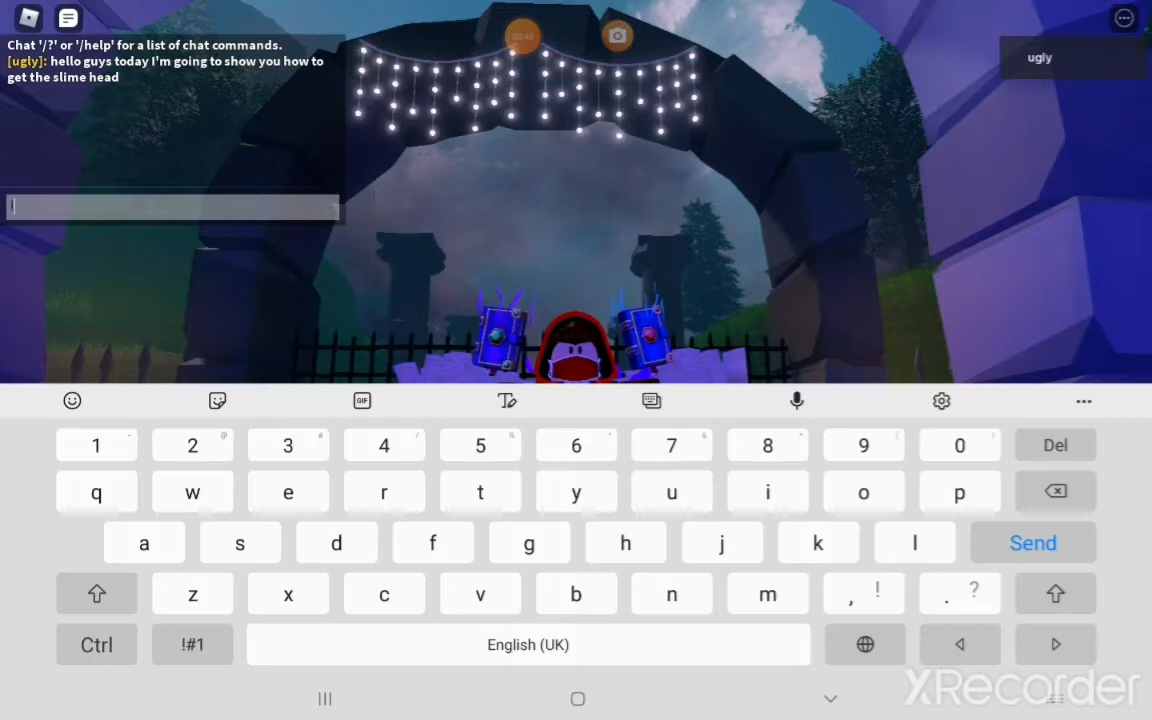 Chat '/?' or '/help' for a list of chat commands.
[ugly]: hello guys today I'm going to show you how to
get the slime head
ugly
GIF
1 2 3 4 5 6 7 8 9 0 Del
q w e r t y u i o p
a s d f g h j k l Send
z x c v b n m , ! . ?
Ctrl !#1 English (UK)
XRecorder